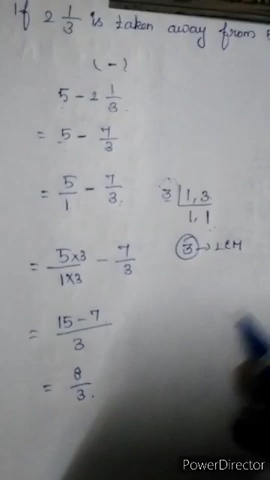 If 2 1/3 is taken away from 5
(-)
5 - 2 1/3
= 5 - 7/3
= 5/1 - 7/3
3 | 1, 3
1, 1
3 → LCM
= 5×3/1×3 - 7/3
= 15-7/3
= 8/3.
PowerDirector